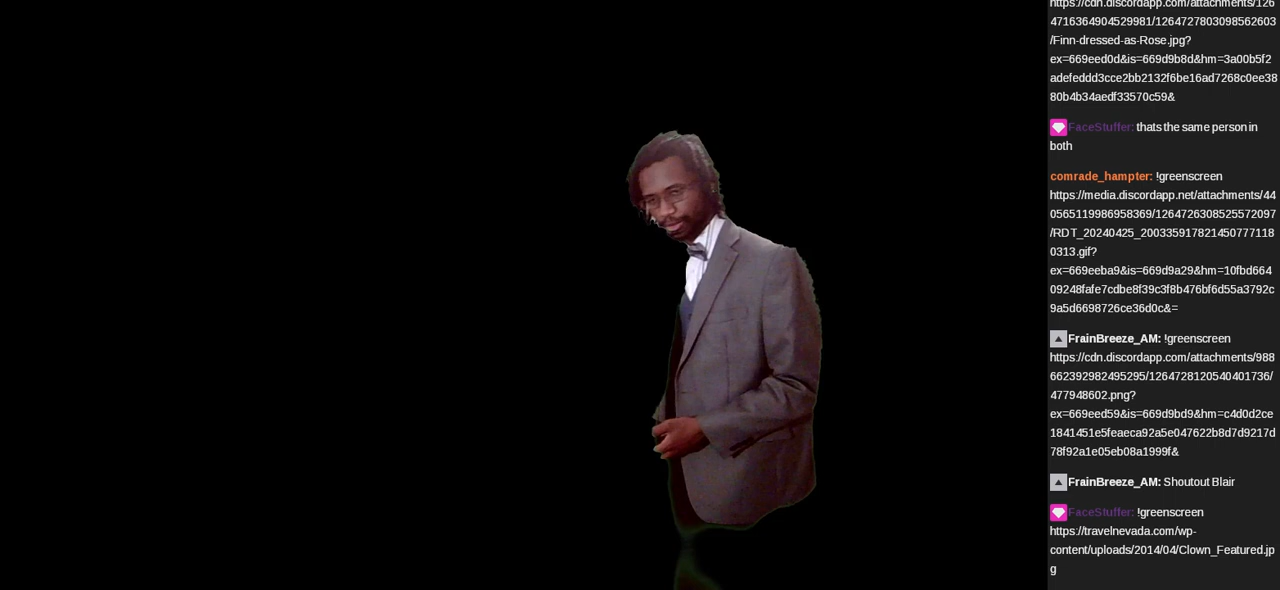 https://cdn.discordapp.com/attachments/126
4716364904529981/1264727803098562603
/Finn-dressed-as-Rose.jpg?
ex=669eed0d&is=669d9b8d&hm=3a00b5f2
adefeddd3cce2bb2132f6be16ad7268c0ee38
80b4b34aedf33570c59&
FaceStuffer: thats the same person in
both
comrade_hampter: !greenscreen
https://media.discordapp.net/attachments/44
0565119986958369/1264726308525572097
/RDT_20240425_200335917821450777118
0313.gif?
ex=669eeba9&is=669d9a29&hm=10fbd664
09248fafe7cdbe8f39c3f8b476bf6d55a3792c
9a5d6698726ce36d0c&=
FrainBreeze_AM: !greenscreen
https://cdn.discordapp.com/attachments/988
662392982495295/1264728120540401736/
477948602.png?
ex=669eed59&is=669d9bd9&hm=c4d0d2ce
1841451e5feaeca92a5e047622b8d7d9217d
78f92a1e05eb08a1999f&
FrainBreeze_AM: Shoutout Blair
FaceStuffer: !greenscreen
https://travelnevada.com/wp-
content/uploads/2014/04/Clown_Featured.jp
g